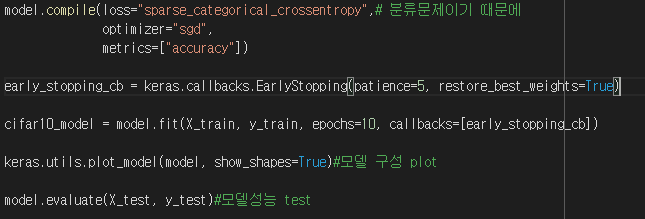 model.compile(loss="sparse_categorical_crossentropy",# 분류문제이기 때문에
optimizer="sgd",
metrics=["accuracy"])
early_stopping_cb = keras.callbacks.EarlyStopping(patience=5, restore_best_weights=True)
cifar10_model = model.fit(X_train, y_train, epochs=10, callbacks=[early_stopping_cb])
keras.utils.plot_model(model, show_shapes=True)#모델 구성 plot
model.evaluate(X_test, y_test)#모델성능 test